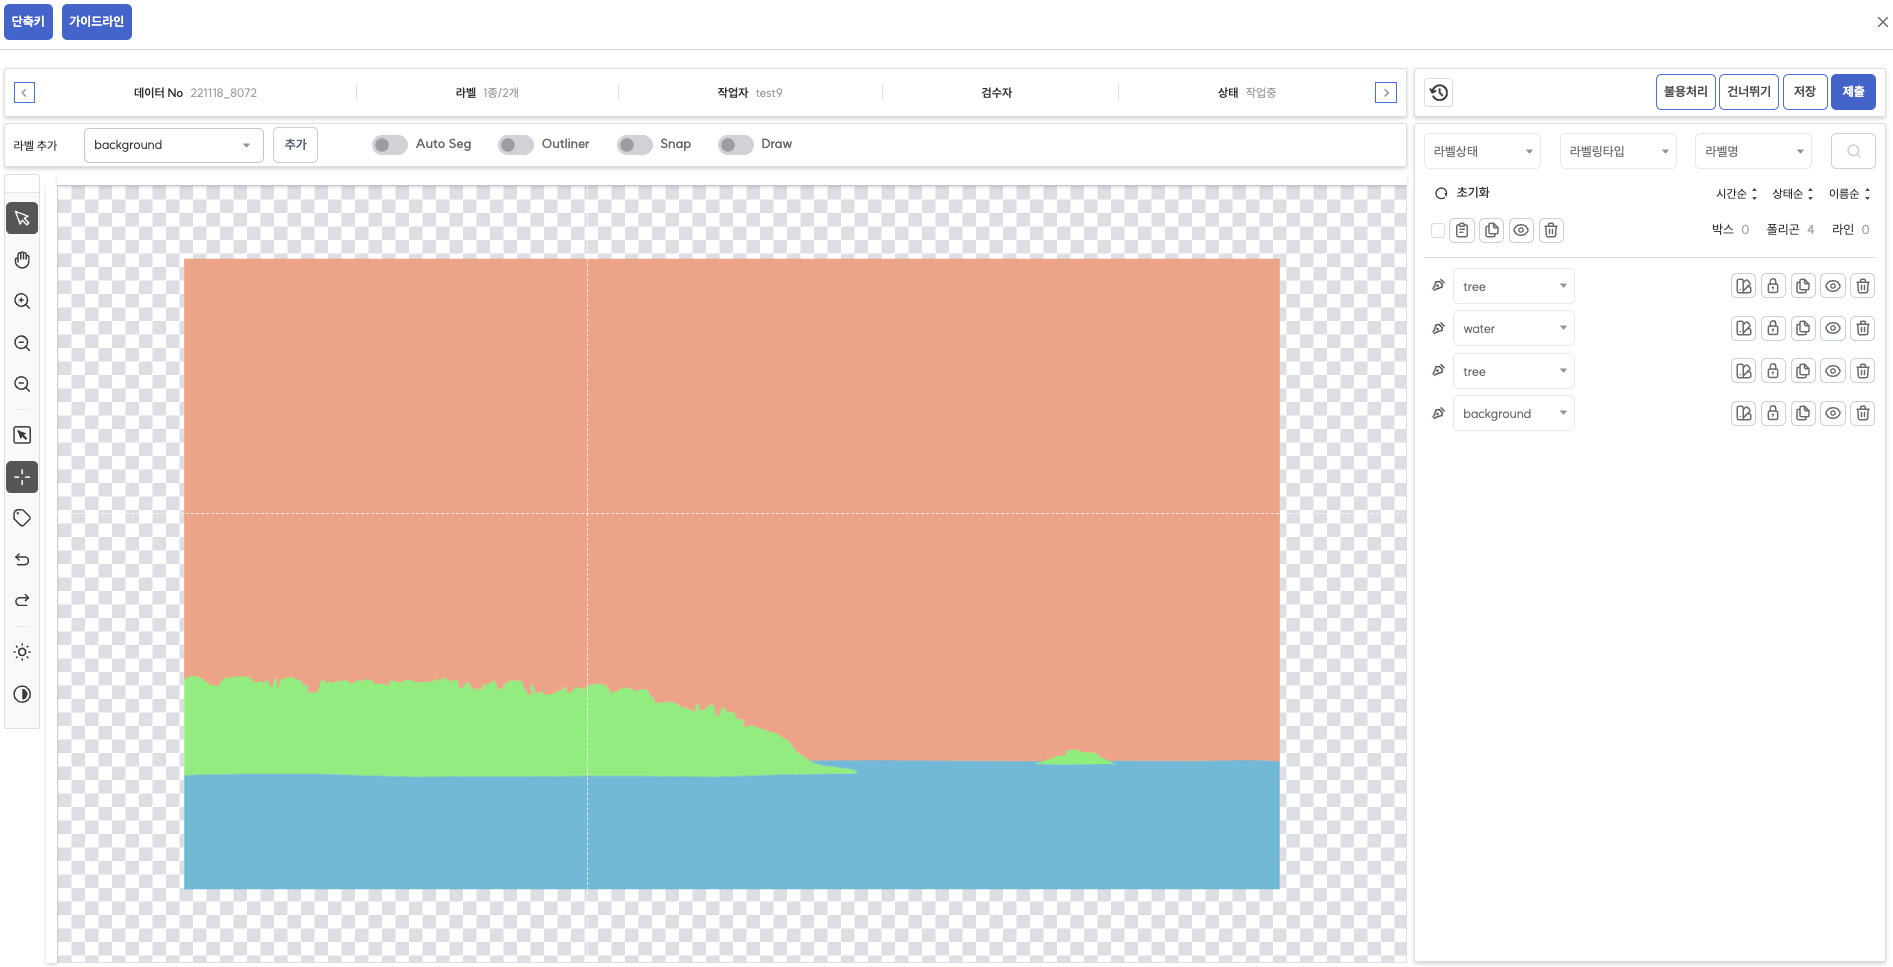 단축키 가이드라인
데이터 No 221118_8072 라벨 1종/2개 작업자 test9 검수자 상태 작업중
불용처리 건너뛰기 저장 제출
라벨 추가 background 추가 Auto Seg Outliner Snap Draw
라벨상태 라벨링타입 라벨명
초기화 시간순 상태순 이름순
박스 0 폴리곤 4 라인 0
tree
water
tree
background